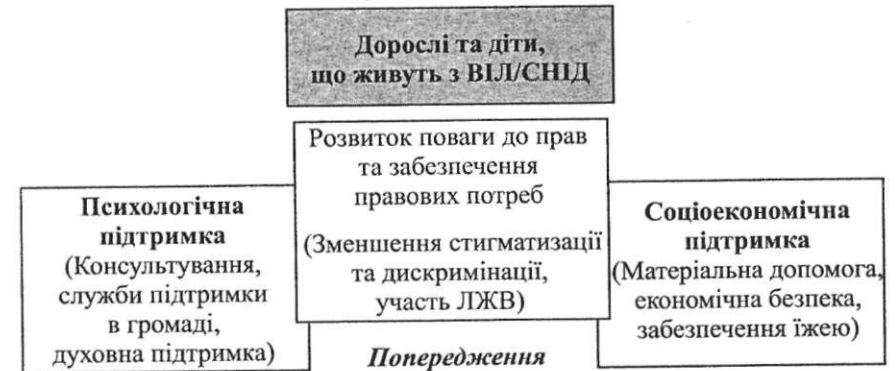 Дорослі та діти,
що живуть з ВІЛ/СНІД
Розвиток поваги до прав
та забезпечення
правових потреб
(Зменшення стигматизації
та дискримінації,
участь ЛЖВ)
Психологічна
підтримка
(Консультування,
служби підтримки
в громаді,
духовна підтримка)
Соціоекономічна
підтримка
(Матеріальна допомога,
економічна безпека,
забезпечення їжею)
Попередження